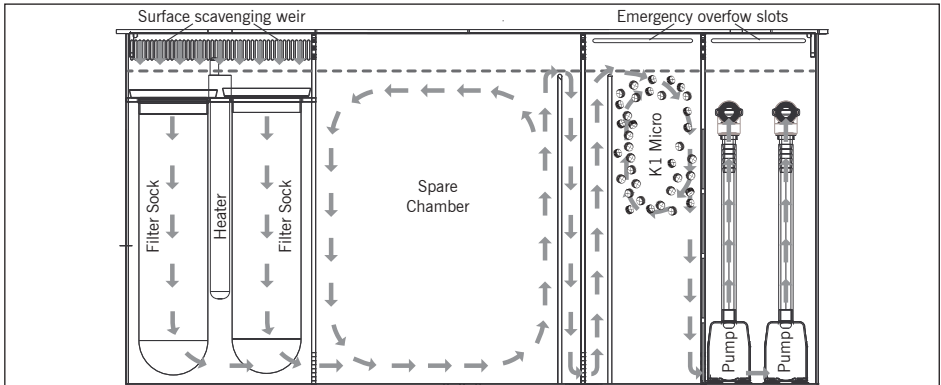 Surface scavenging weir
Emergency overfow slots
Filter Sock
Heater
Filter Sock
Spare
Chamber
K1 Micro
Pump
Pump